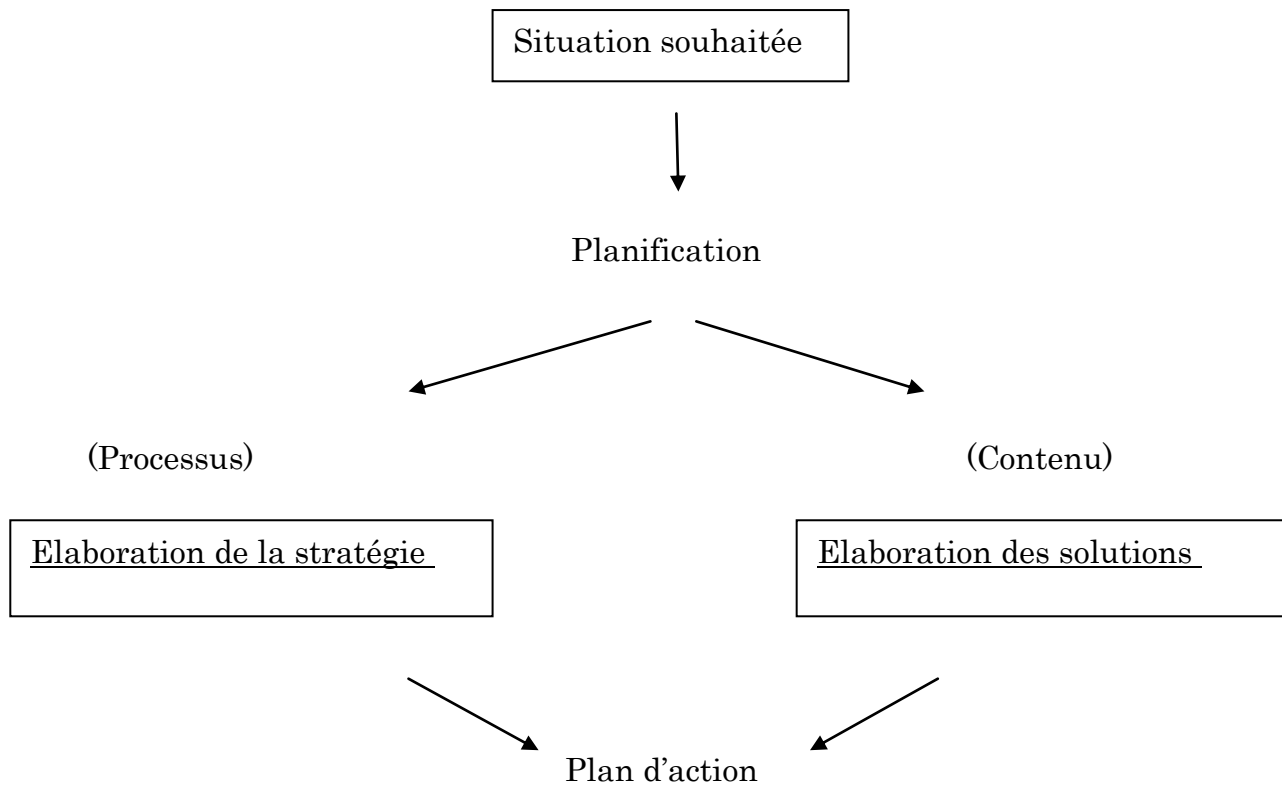 Situation souhaitée
Planification
(Processus)
(Contenu)
Elaboration de la stratégie
Elaboration des solutions
Plan d’action